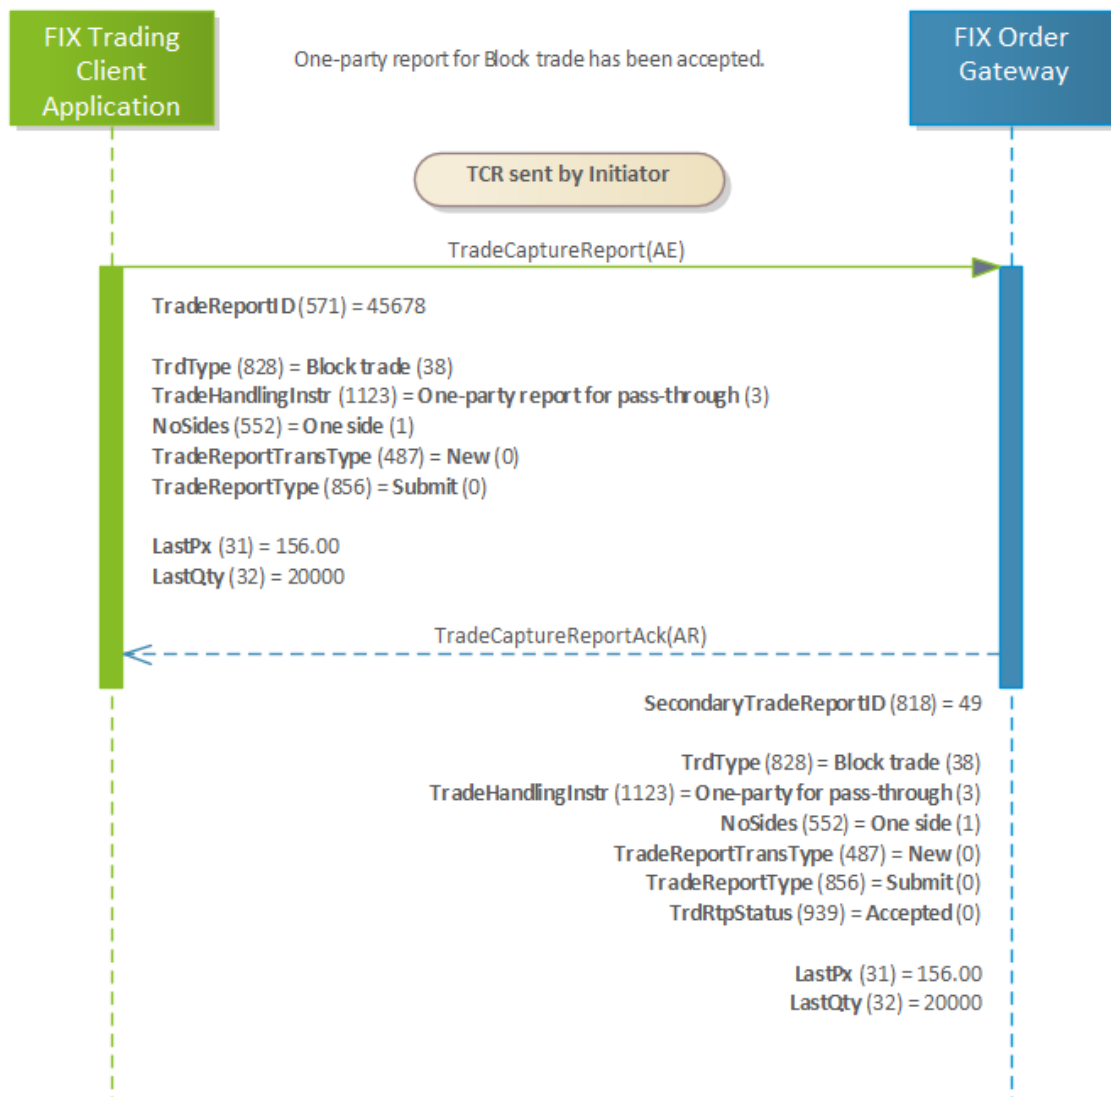 FIX Trading
Client
Application
One-party report for Block trade has been accepted.
FIX Order
Gateway
TCR sent by Initiator
TradeCaptureReport(AE)
TradeReportID (571) = 45678
TrdType (828) = Block trade (38)
TradeHandlingInstr (1123) = One-party report for pass-through (3)
NoSides (552) = One side (1)
TradeReportTransType (487) = New (0)
TradeReportType (856) = Submit (0)
LastPx (31) = 156.00
LastQty (32) = 20000
TradeCaptureReportAck(AR)
SecondaryTradeReportID (818) = 49
TrdType (828) = Block trade (38)
TradeHandlingInstr (1123) = One-party for pass-through (3)
NoSides (552) = One side (1)
TradeReportTransType (487) = New (0)
TradeReportType (856) = Submit (0)
TrdRtpStatus (939) = Accepted (0)
LastPx (31) = 156.00
LastQty (32) = 20000